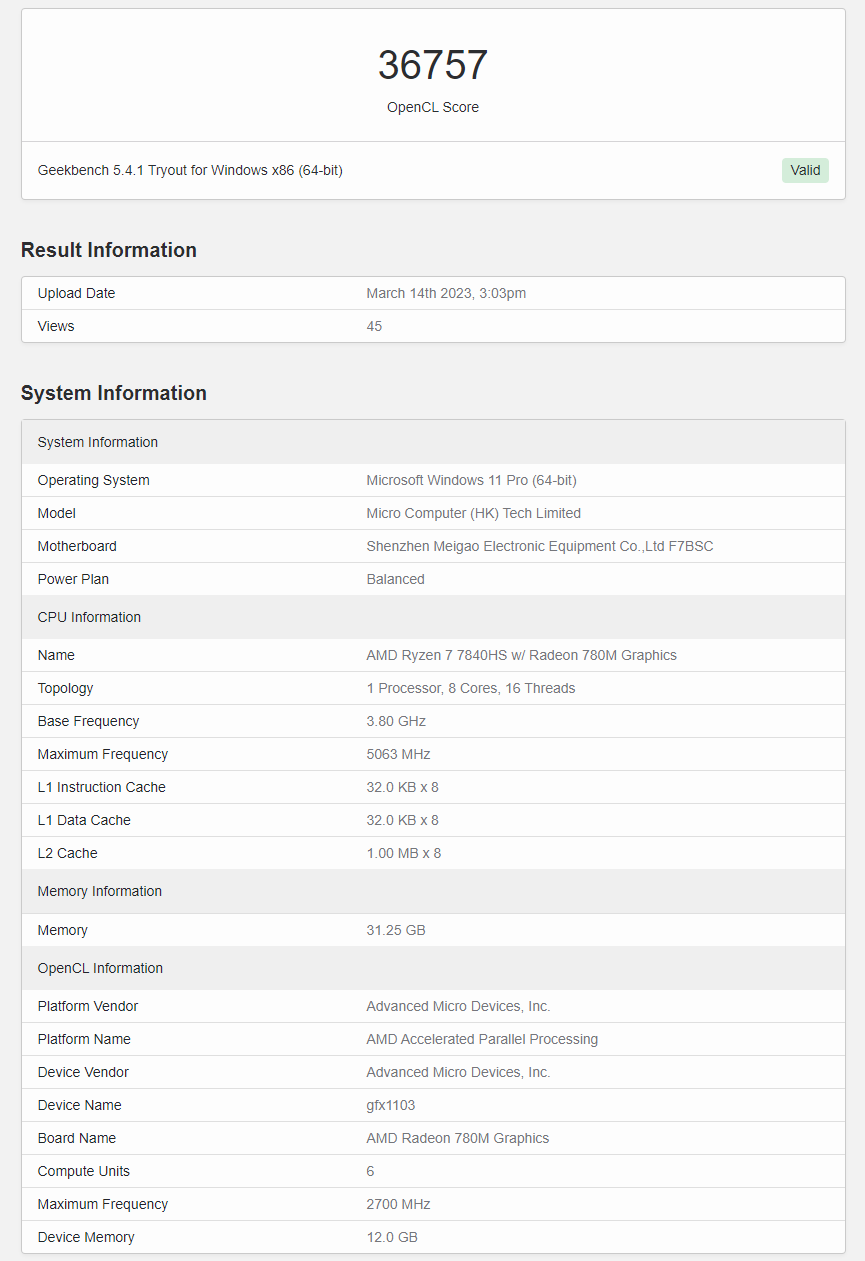 36757
OpenCL Score
Geekbench 5.4.1 Tryout for Windows x86 (64-bit) Valid
Result Information
Upload Date March 14th 2023, 3:03pm
Views 45
System Information
System Information
Operating System Microsoft Windows 11 Pro (64-bit)
Model Micro Computer (HK) Tech Limited
Motherboard Shenzhen Meigao Electronic Equipment Co.,Ltd F7BSC
Power Plan Balanced
CPU Information
Name AMD Ryzen 7 7840HS w/ Radeon 780M Graphics
Topology 1 Processor, 8 Cores, 16 Threads
Base Frequency 3.80 GHz
Maximum Frequency 5063 MHz
L1 Instruction Cache 32.0 KB x 8
L1 Data Cache 32.0 KB x 8
L2 Cache 1.00 MB x 8
Memory Information
Memory 31.25 GB
OpenCL Information
Platform Vendor Advanced Micro Devices, Inc.
Platform Name AMD Accelerated Parallel Processing
Device Vendor Advanced Micro Devices, Inc.
Device Name gfx1103
Board Name AMD Radeon 780M Graphics
Compute Units 6
Maximum Frequency 2700 MHz
Device Memory 12.0 GB